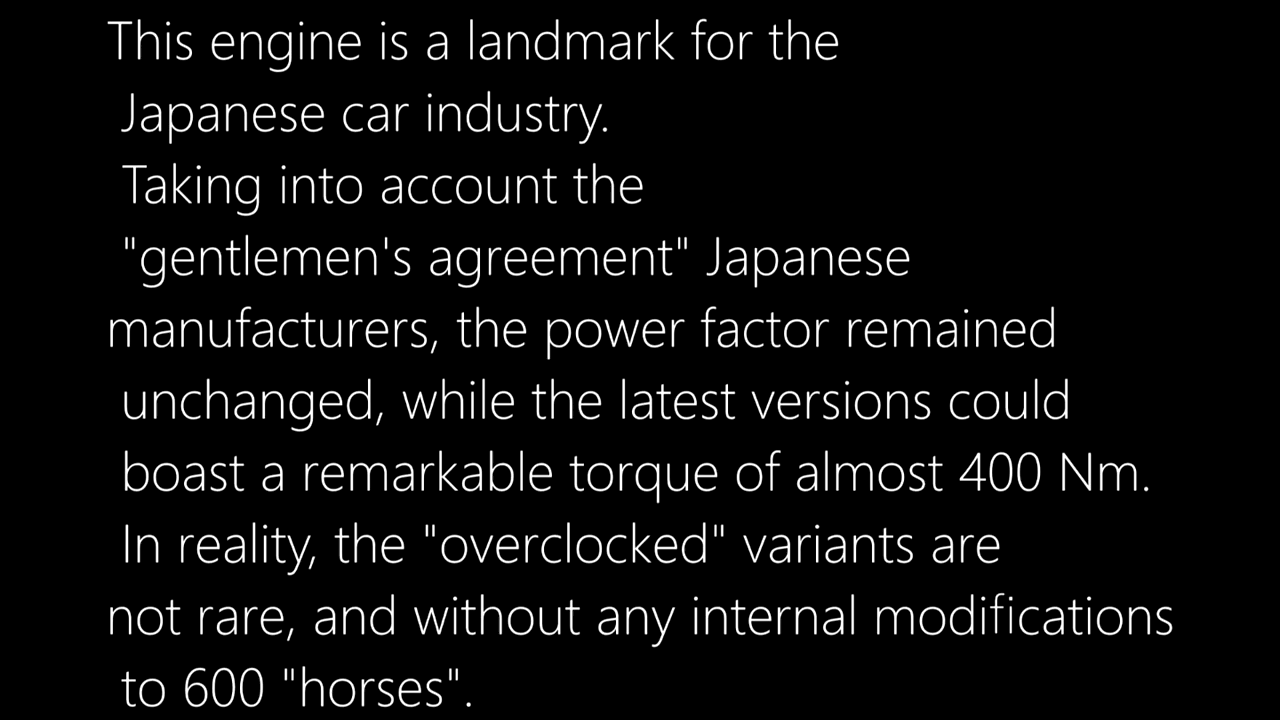 This engine is a landmark for the
Japanese car industry.
Taking into account the
"gentlemen's agreement" Japanese
manufacturers, the power factor remained
unchanged, while the latest versions could
boast a remarkable torque of almost 400 Nm.
In reality, the "overclocked" variants are
not rare, and without any internal modifications
to 600 "horses".